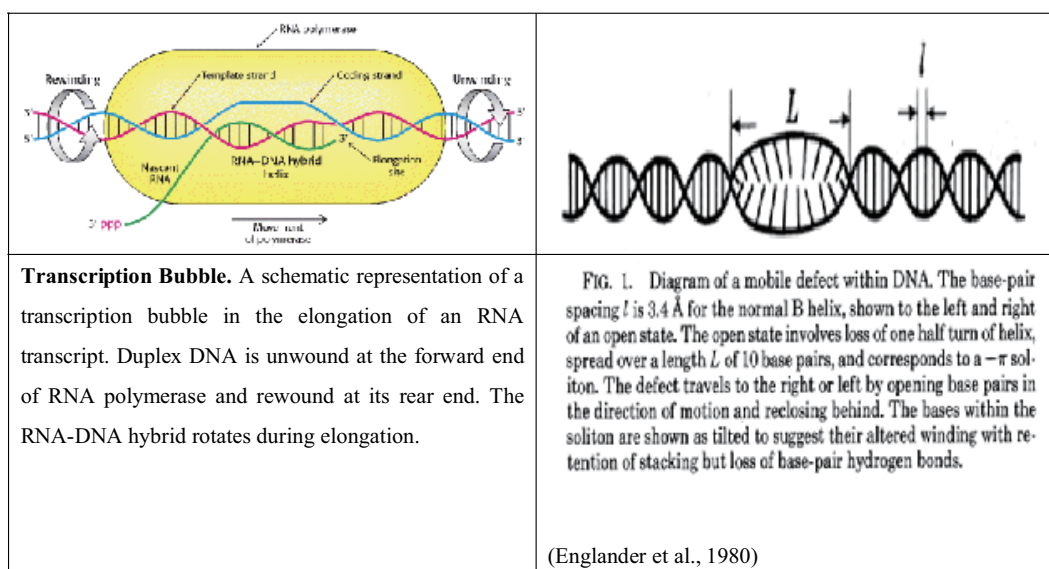 RNA polymerase
Rewinding
Template strand
Coding strand
Unwinding
3'
5'
3'
5'
3'
Nascent
RNA
RNA–DNA hybrid
helix
Elongation
site
5' ppp
Movement
of polymerase
l
L
Transcription Bubble. A schematic representation of a
transcription bubble in the elongation of an RNA
transcript. Duplex DNA is unwound at the forward end
of RNA polymerase and rewound at its rear end. The
RNA-DNA hybrid rotates during elongation.
FIG. 1. Diagram of a mobile defect within DNA. The base-pair
spacing l is 3.4 Å for the normal B helix, shown to the left and right
of an open state. The open state involves loss of one half turn of helix,
spread over a length L of 10 base pairs, and corresponds to a −π sol-
iton. The defect travels to the right or left by opening base pairs in
the direction of motion and reclosing behind. The bases within the
soliton are shown as tilted to suggest their altered winding with re-
tention of stacking but loss of base-pair hydrogen bonds.
(Englander et al., 1980)